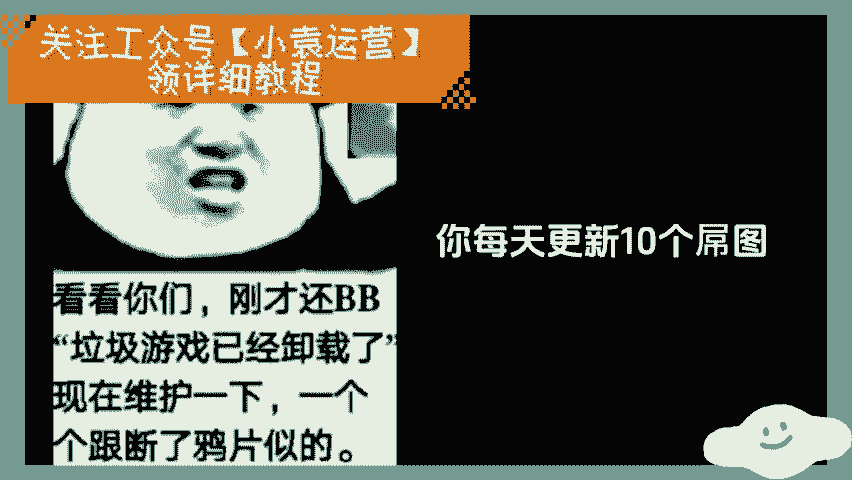 关注工众号【小袁运营】
领详细教程
你每天更新10个屌图
看看你们，刚才还BB
“垃圾游戏已经卸载了”
现在维护一下，一个
个跟断了鸦片似的。